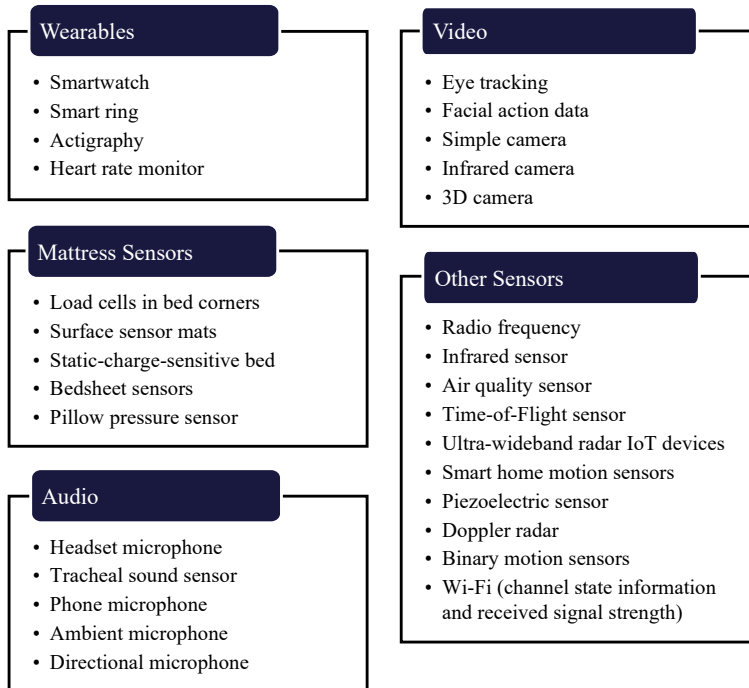 Wearables
• Smartwatch
• Smart ring
• Actigraphy
• Heart rate monitor
Mattress Sensors
• Load cells in bed corners
• Surface sensor mats
• Static-charge-sensitive bed
• Bedsheet sensors
• Pillow pressure sensor
Audio
• Headset microphone
• Tracheal sound sensor
• Phone microphone
• Ambient microphone
• Directional microphone
Video
• Eye tracking
• Facial action data
• Simple camera
• Infrared camera
• 3D camera
Other Sensors
• Radio frequency
• Infrared sensor
• Air quality sensor
• Time-of-Flight sensor
• Ultra-wideband radar IoT devices
• Smart home motion sensors
• Piezoelectric sensor
• Doppler radar
• Binary motion sensors
• Wi-Fi (channel state information
and received signal strength)